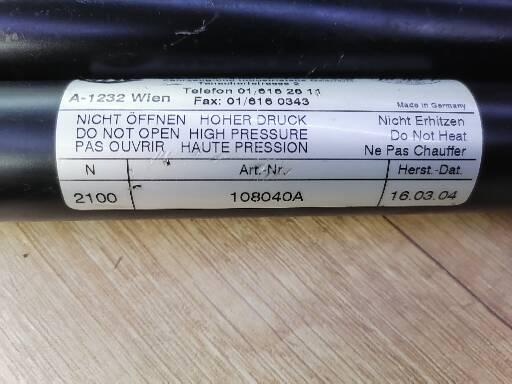 Telefon 01/616 26 11
A-1232 Wien Fax: 01/616 0343
Made in Germany
NICHT ÖFFNEN HOHER DRUCK Nicht Erhitzen
DO NOT OPEN HIGH PRESSURE Do Not Heat
PAS OUVRIR HAUTE PRESSION Ne Pas Chauffer
N Art.-Nr. Herst.-Dat.
2100 108040A 16.03.04